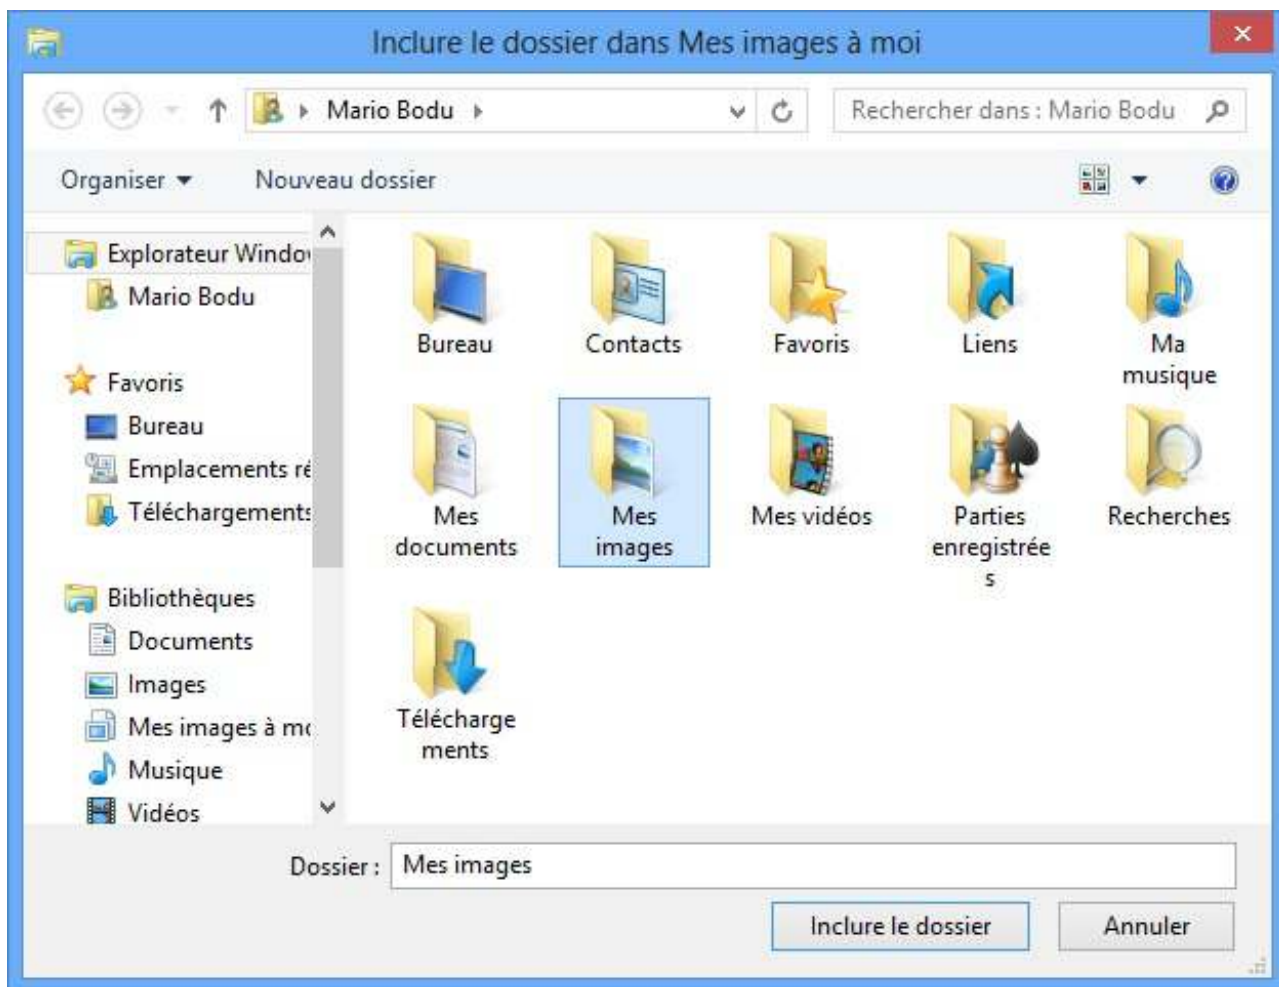 Inclure le dossier dans Mes images à moi
Mario Bodu
Rechercher dans : Mario Bodu
Organiser
Nouveau dossier
Explorateur Windo
Mario Bodu
Favoris
Bureau
Emplacements ré
Téléchargements
Bibliothèques
Documents
Images
Mes images à mo
Musique
Vidéos
Bureau
Contacts
Favoris
Liens
Ma
musique
Mes
documents
Mes
images
Mes vidéos
Parties
enregistrée
s
Recherches
Télécharge
ments
Dossier :
Mes images
Inclure le dossier
Annuler